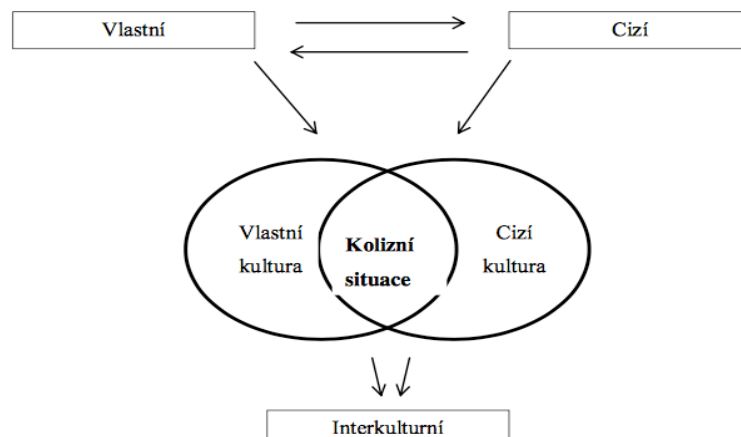 Vlastní
Cizí
Vlastní
kultura
Kolizní
situace
Cizí
kultura
Interkulturní